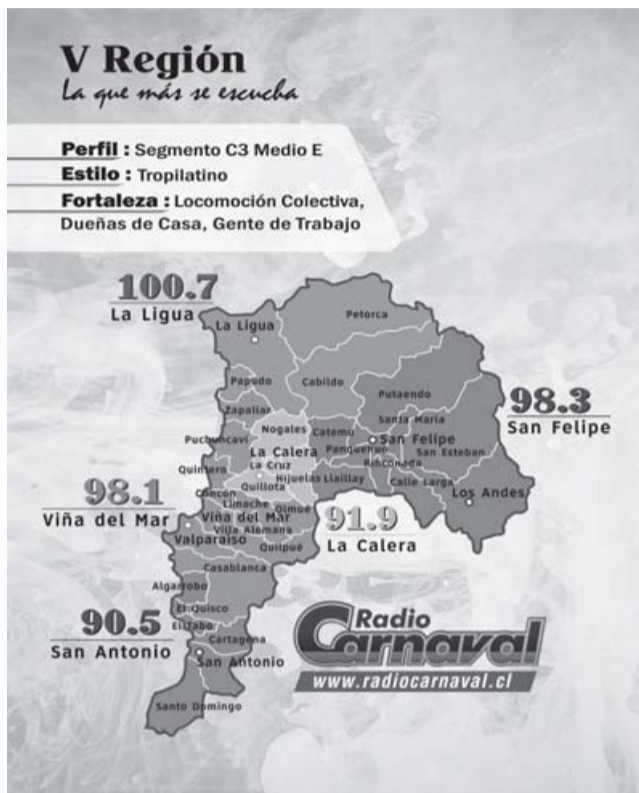 V Región
La que más se escucha
Perfil : Segmento C3 Medio E
Estilo : Tropilatino
Fortaleza : Locomoción Colectiva,
Dueñas de Casa, Gente de Trabajo
100.7
La Ligua
La Ligua
Petorca
Papudo
Cabildo
Putaendo
98.3
San Felipe
Zapallar
Santa María
Nogales
Catemu
San Felipe
Puchuncaví
Panquehue
San Esteban
La Calera
Rinconada
La Cruz
Quintero
Hijuelas
Llaillay
Calle Larga
Quillota
Los Andes
98.1
Viña del Mar
Concón
Limache
Olmué
91.9
La Calera
Viña del Mar
Villa Alemana
Valparaíso
Quilpué
Casablanca
Algarrobo
El Quisco
90.5
San Antonio
El Tabo
Cartagena
San Antonio
Santo Domingo
Radio
Carnaval
www.radiocarnaval.cl